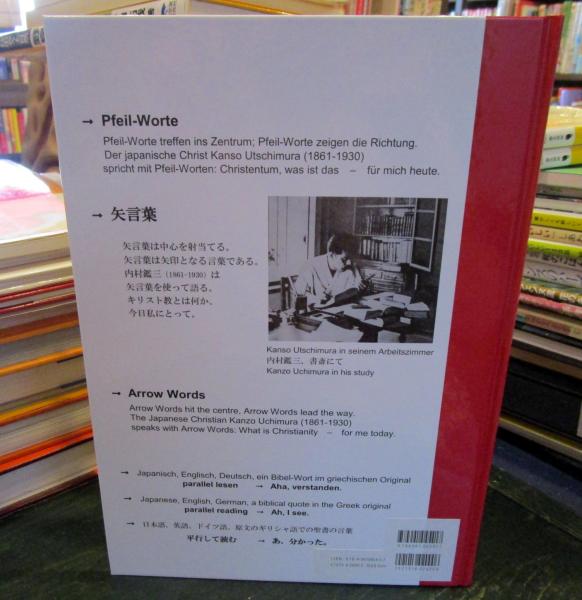 → Pfeil-Worte
Pfeil-Worte treffen ins Zentrum; Pfeil-Worte zeigen die Richtung.
Der japanische Christ Kanso Utschimura (1861-1930)
spricht mit Pfeil-Worten: Christentum, was ist das – für mich heute.
→ 矢言葉
矢言葉は中心を射当てる。
矢言葉は矢印となる言葉である。
内村鑑三 (1861-1930) は
矢言葉を使って語る。
キリスト教とは何か、
今日私にとって。
Kanso Utschimura in seinem Arbeitszimmer
内村鑑三、書斎にて
Kanzo Uchimura in his study
→ Arrow Words
Arrow Words hit the centre, Arrow Words lead the way.
The Japanese Christian Kanzo Uchimura (1861-1930)
speaks with Arrow Words: What is Christianity – for me today.
→ Japanisch, Englisch, Deutsch, ein Bibel-Wort im griechischen Original
parallel lesen → Aha, verstanden.
→ Japanese, English, German, a biblical quote in the Greek original
parallel reading → Ah, I see.
→ 日本語、英語、ドイツ語、原文のギリシャ語での聖書の言葉
平行して読む → あ、分かった。